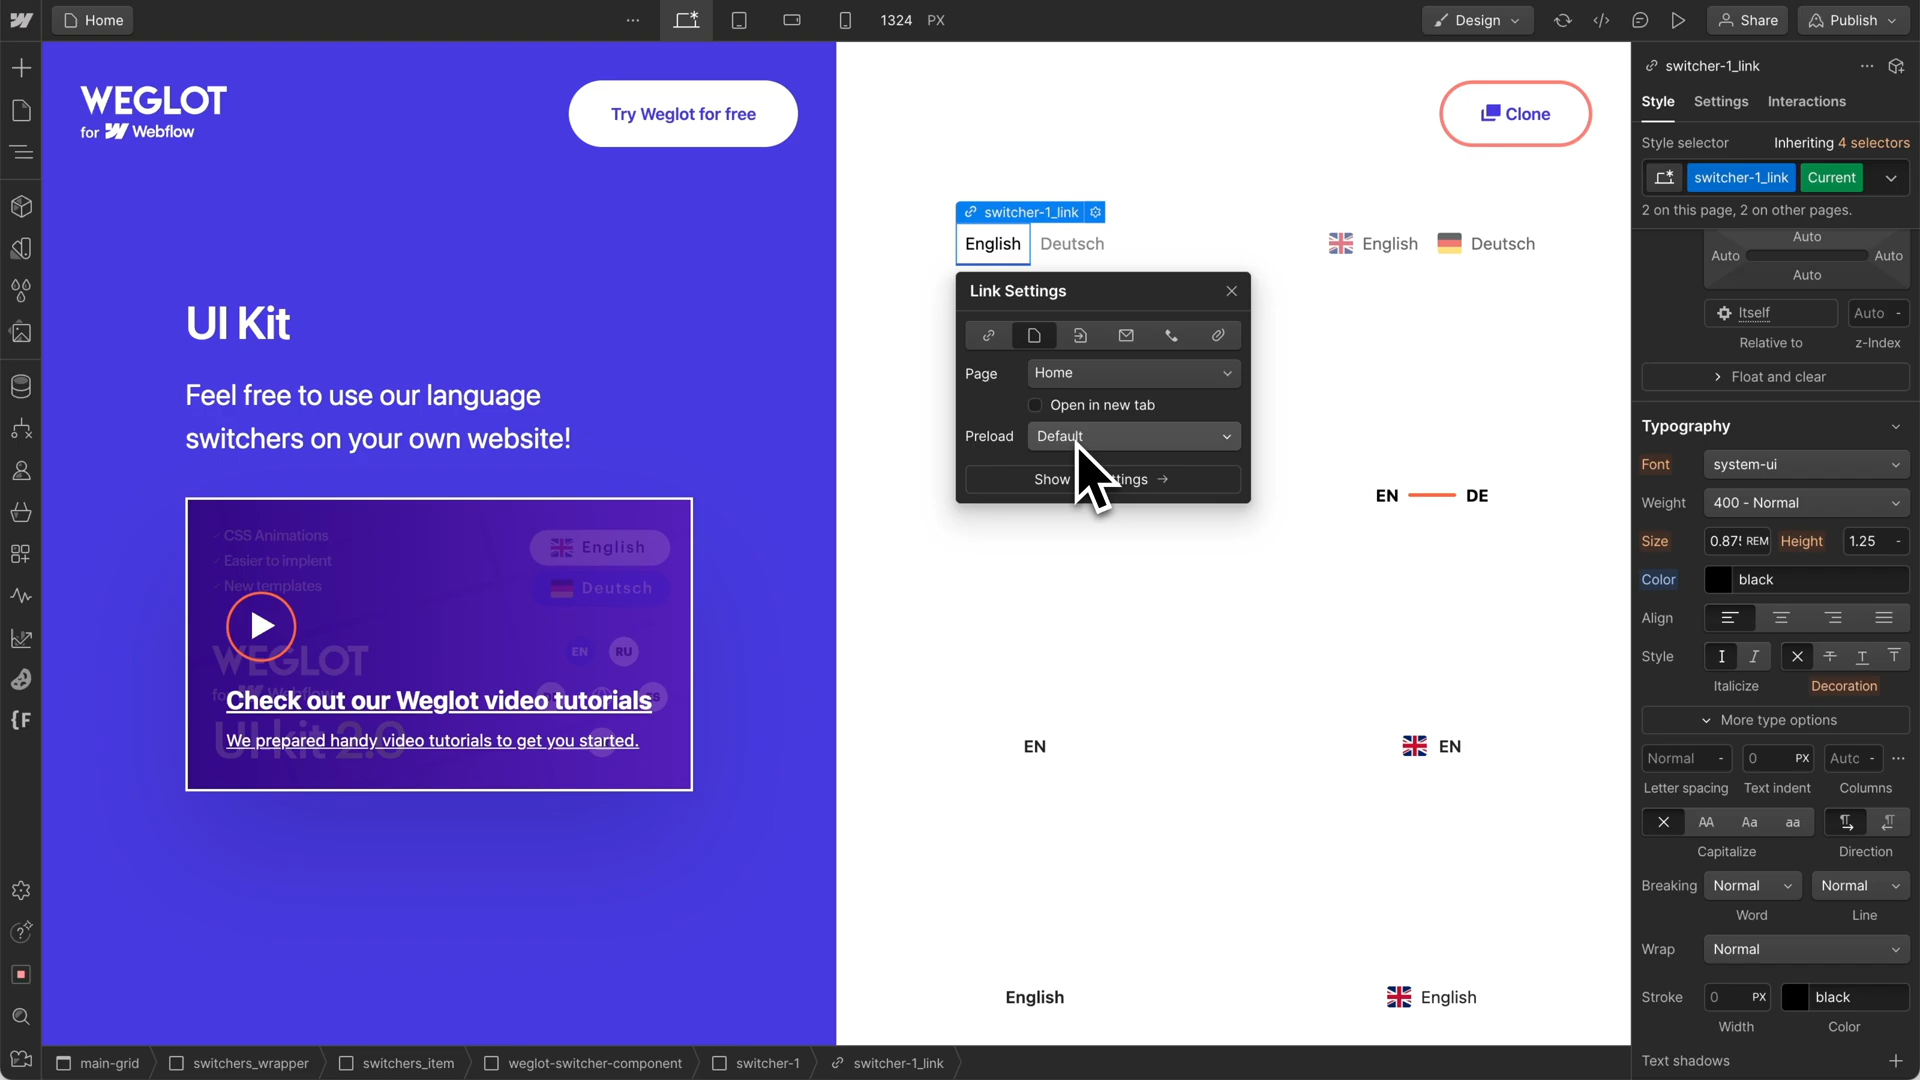 Home
1324 PX
Design
Share
Publish
WEGLOT
for Webflow
Try Weglot for free
UI Kit
Feel free to use our language
switchers on your own website!
✓ CSS Animations
✓ Easier to implent
✓ New templates
English
Deutsch
EN RU
WEGLOT
Check out our Weglot video tutorials
We prepared handy video tutorials to get you started.
UI kit 2.0
Clone
switcher-1_link
English Deutsch
Link Settings
Page Home
Open in new tab
Preload Default
Show
English Deutsch
EN DE
EN
EN
English
English
switcher-1_link
Style Settings Interactions
Style selector Inheriting 4 selectors
switcher-1_link Current
2 on this page, 2 on other pages.
Auto
Auto Auto
Auto
Itself Auto -
Relative to z-Index
Float and clear
Typography
Font system-ui
Weight 400 - Normal
Size 0.875 REM Height 1.25 -
Color black
Align
Style
Italicize Decoration
More type options
Normal - 0 PX Auto -
Letter spacing Text indent Columns
AA Aa aa
Capitalize Direction
Breaking Normal Normal
Word Line
Wrap Normal
Stroke 0 PX black
Width Color
Text shadows
main-grid switchers_wrapper switchers_item weglot-switcher-component switcher-1 switcher-1_link